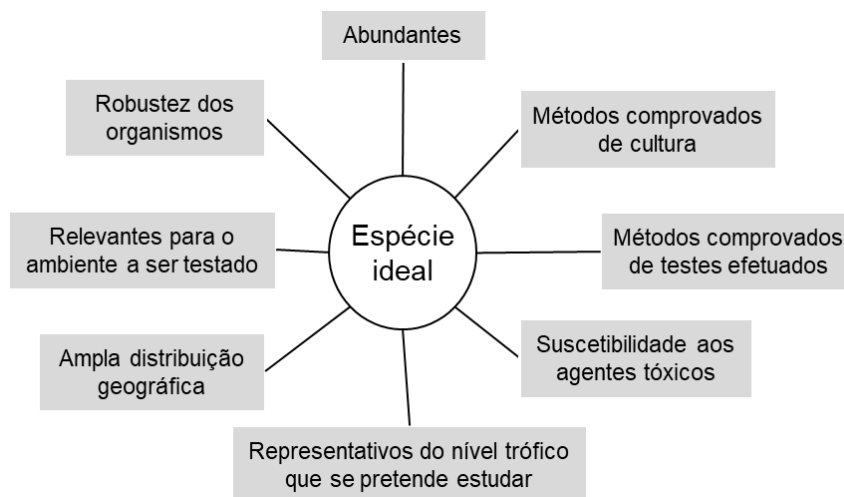 Abundantes
Robustez dos
organismos
Métodos comprovados
de cultura
Relevantes para o
ambiente a ser testado
Espécie
ideal
Métodos comprovados
de testes efetuados
Ampla distribuição
geográfica
Suscetibilidade aos
agentes tóxicos
Representativos do nível trófico
que se pretende estudar